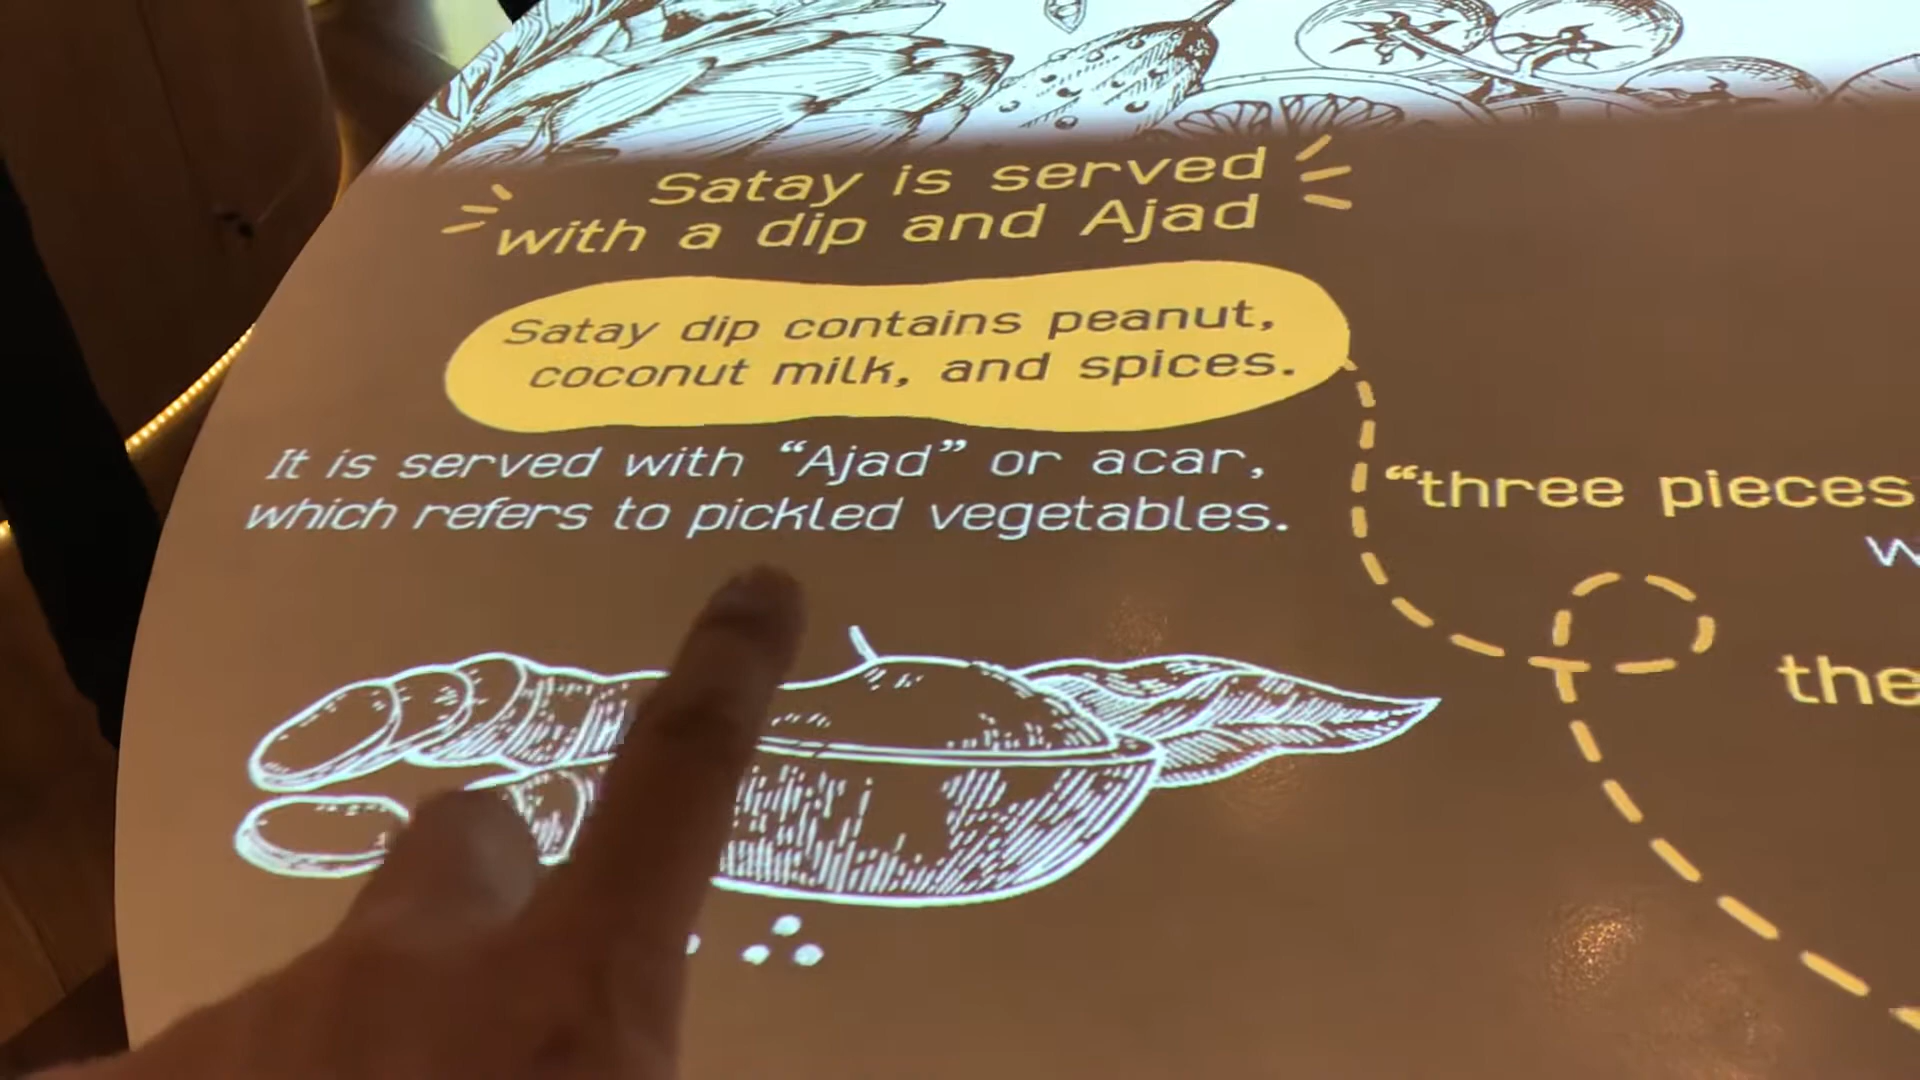 Satay is served
with a dip and Ajad
Satay dip contains peanut,
coconut milk, and spices.
It is served with “Ajad” or acar,
which refers to pickled vegetables.
“three pieces
the